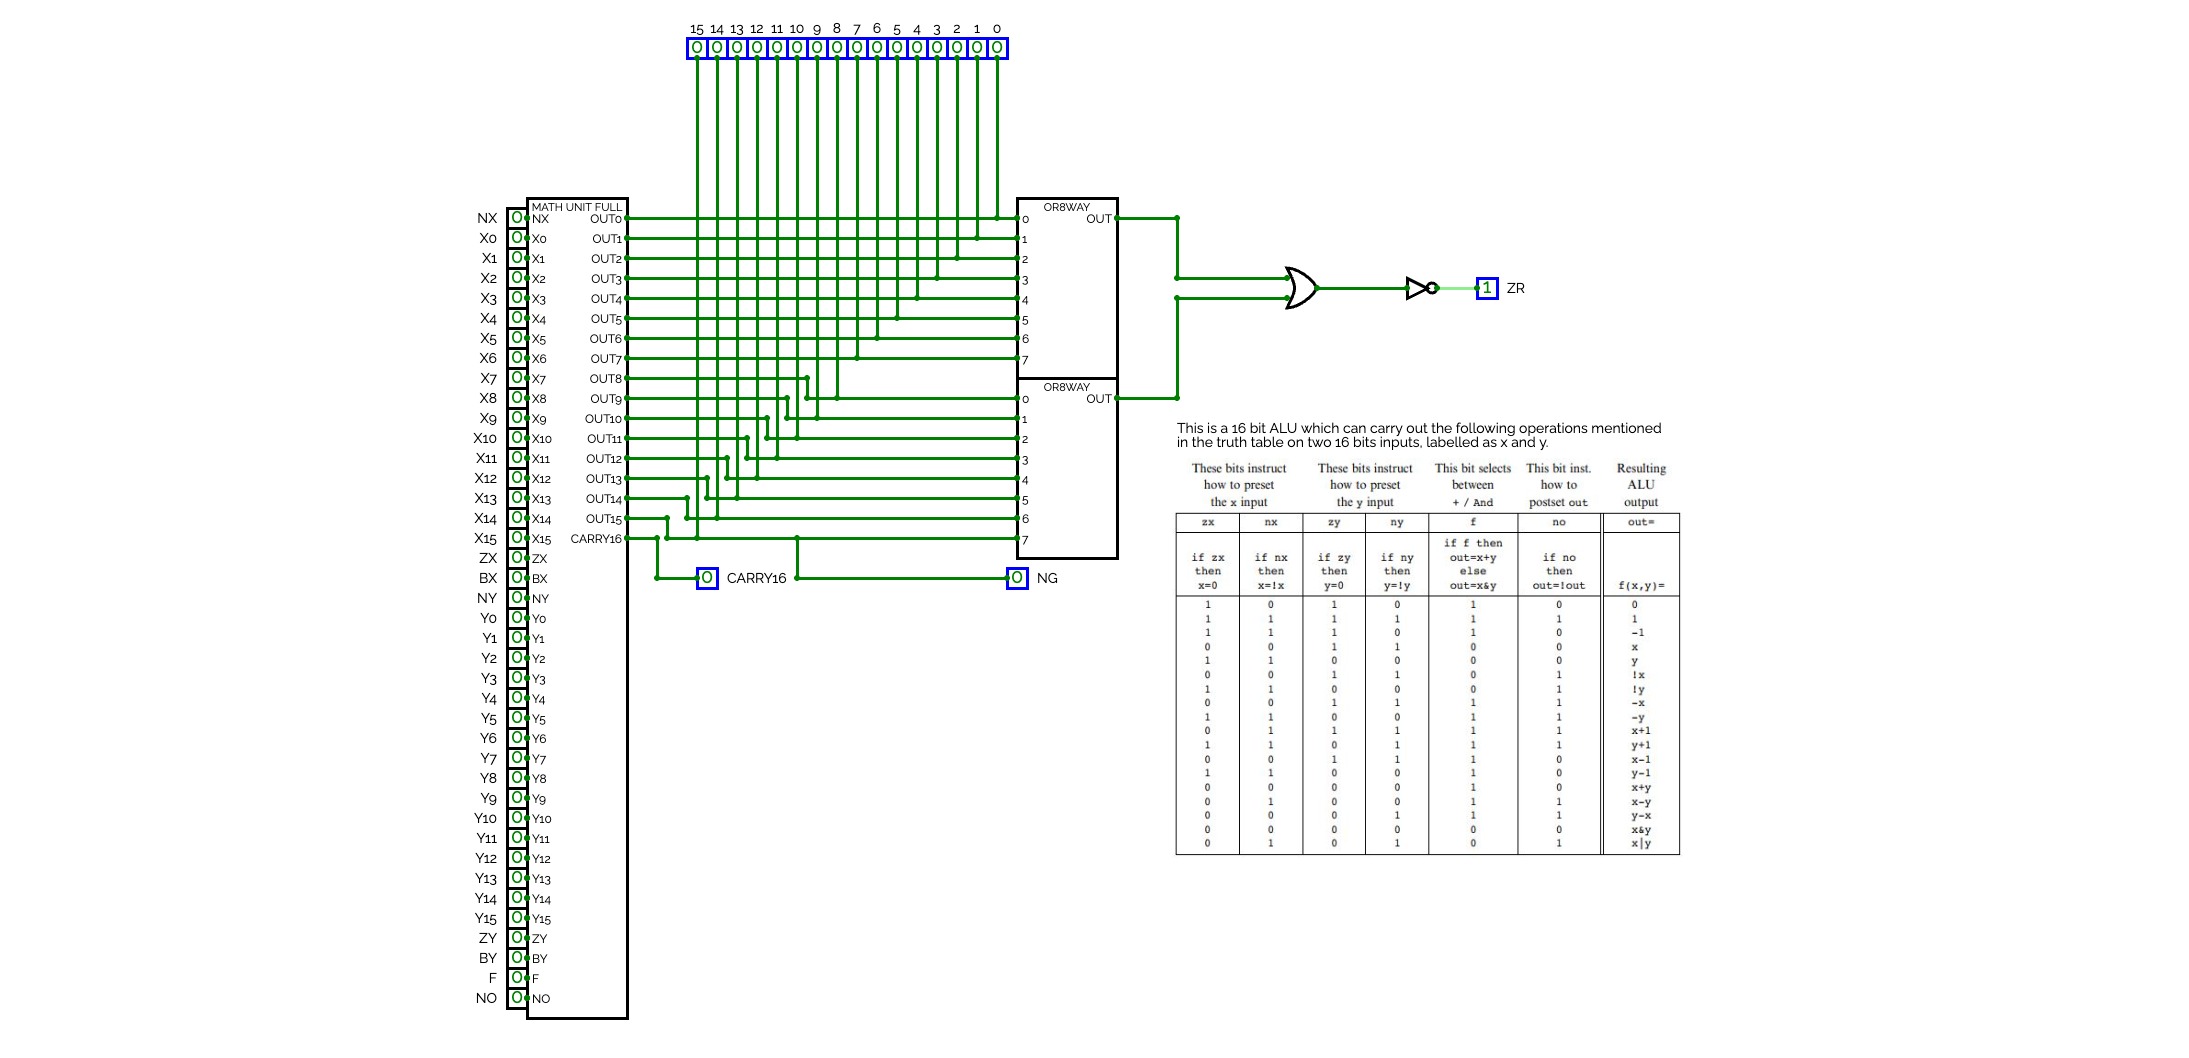 15 14 13 12 11 10 9 8 7 6 5 4 3 2 1 0
0 0 0 0 0 0 0 0 0 0 0 0 0 0 0 0
MATH UNIT FULL
OR8WAY
NX 0 NX OUT0 0 OUT
X0 0 X0 OUT1 1
X1 0 X1 OUT2 2
X2 0 X2 OUT3 3
X3 0 X3 OUT4 4
1 ZR
X4 0 X4 OUT5 5
X5 0 X5 OUT6 6
X6 0 X6 OUT7 7
X7 0 X7 OUT8
OR8WAY
X8 0 X8 OUT9 0 OUT
X9 0 X9 OUT10 1
X10 0 X10 OUT11 2
X11 0 X11 OUT12 3
X12 0 X12 OUT13 4
X13 0 X13 OUT14 5
X14 0 X14 OUT15 6
X15 0 X15 CARRY16 7
ZX 0 ZX
BX 0 BX 0 CARRY16 0 NG
NY 0 NY
Y0 0 Y0
Y1 0 Y1
Y2 0 Y2
Y3 0 Y3
Y4 0 Y4
Y5 0 Y5
Y6 0 Y6
Y7 0 Y7
Y8 0 Y8
Y9 0 Y9
Y10 0 Y10
Y11 0 Y11
Y12 0 Y12
Y13 0 Y13
Y14 0 Y14
Y15 0 Y15
ZY 0 ZY
BY 0 BY
F 0 F
NO 0 NO
This is a 16 bit ALU which can carry out the following operations mentioned
in the truth table on two 16 bits inputs, labelled as x and y.
These bits instruct These bits instruct This bit selects This bit inst. Resulting
how to preset how to preset between how to ALU
the x input the y input + / And postset out output
zx nx zy ny f no out=
if f then
if zx if nx if zy if ny out=x+y if no
then then then then else then
x=0 x=!x y=0 y=!y out=x&y out=!out f(x,y)=
1 0 1 0 1 0 0
1 1 1 1 1 1 1
1 1 1 0 1 0 -1
0 0 1 1 0 0 x
1 1 0 0 0 0 y
0 0 1 1 0 1 !x
1 1 0 0 0 1 !y
0 0 1 1 1 1 -x
1 1 0 0 1 1 -y
0 1 1 1 1 1 x+1
1 1 0 1 1 1 y+1
0 0 1 1 1 0 x-1
1 1 0 0 1 0 y-1
0 0 0 0 1 0 x+y
0 1 0 0 1 1 x-y
0 0 0 1 1 1 y-x
0 0 0 0 0 0 x&y
0 1 0 1 0 1 x|y